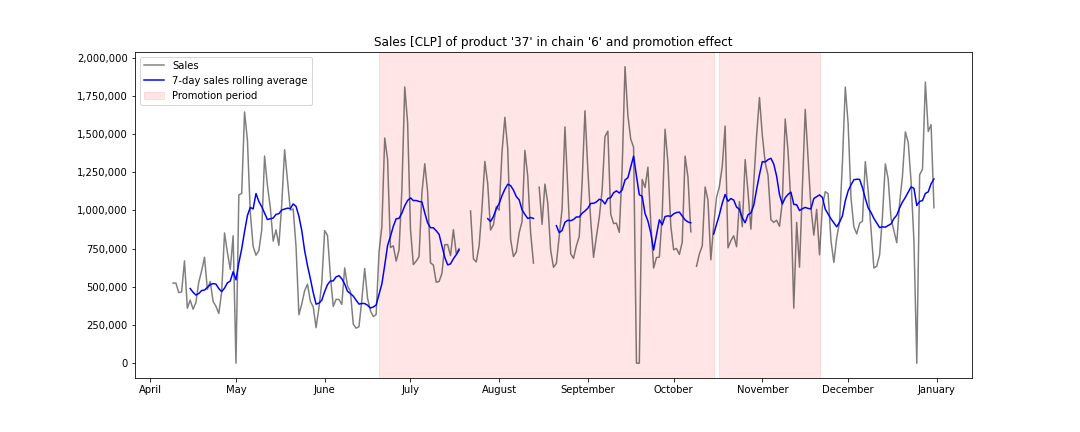 Sales [CLP] of product '37' in chain '6' and promotion effect
Sales
7-day sales rolling average
Promotion period
2,000,000
1,750,000
1,500,000
1,250,000
1,000,000
750,000
500,000
250,000
0
April May June July August September October November December January